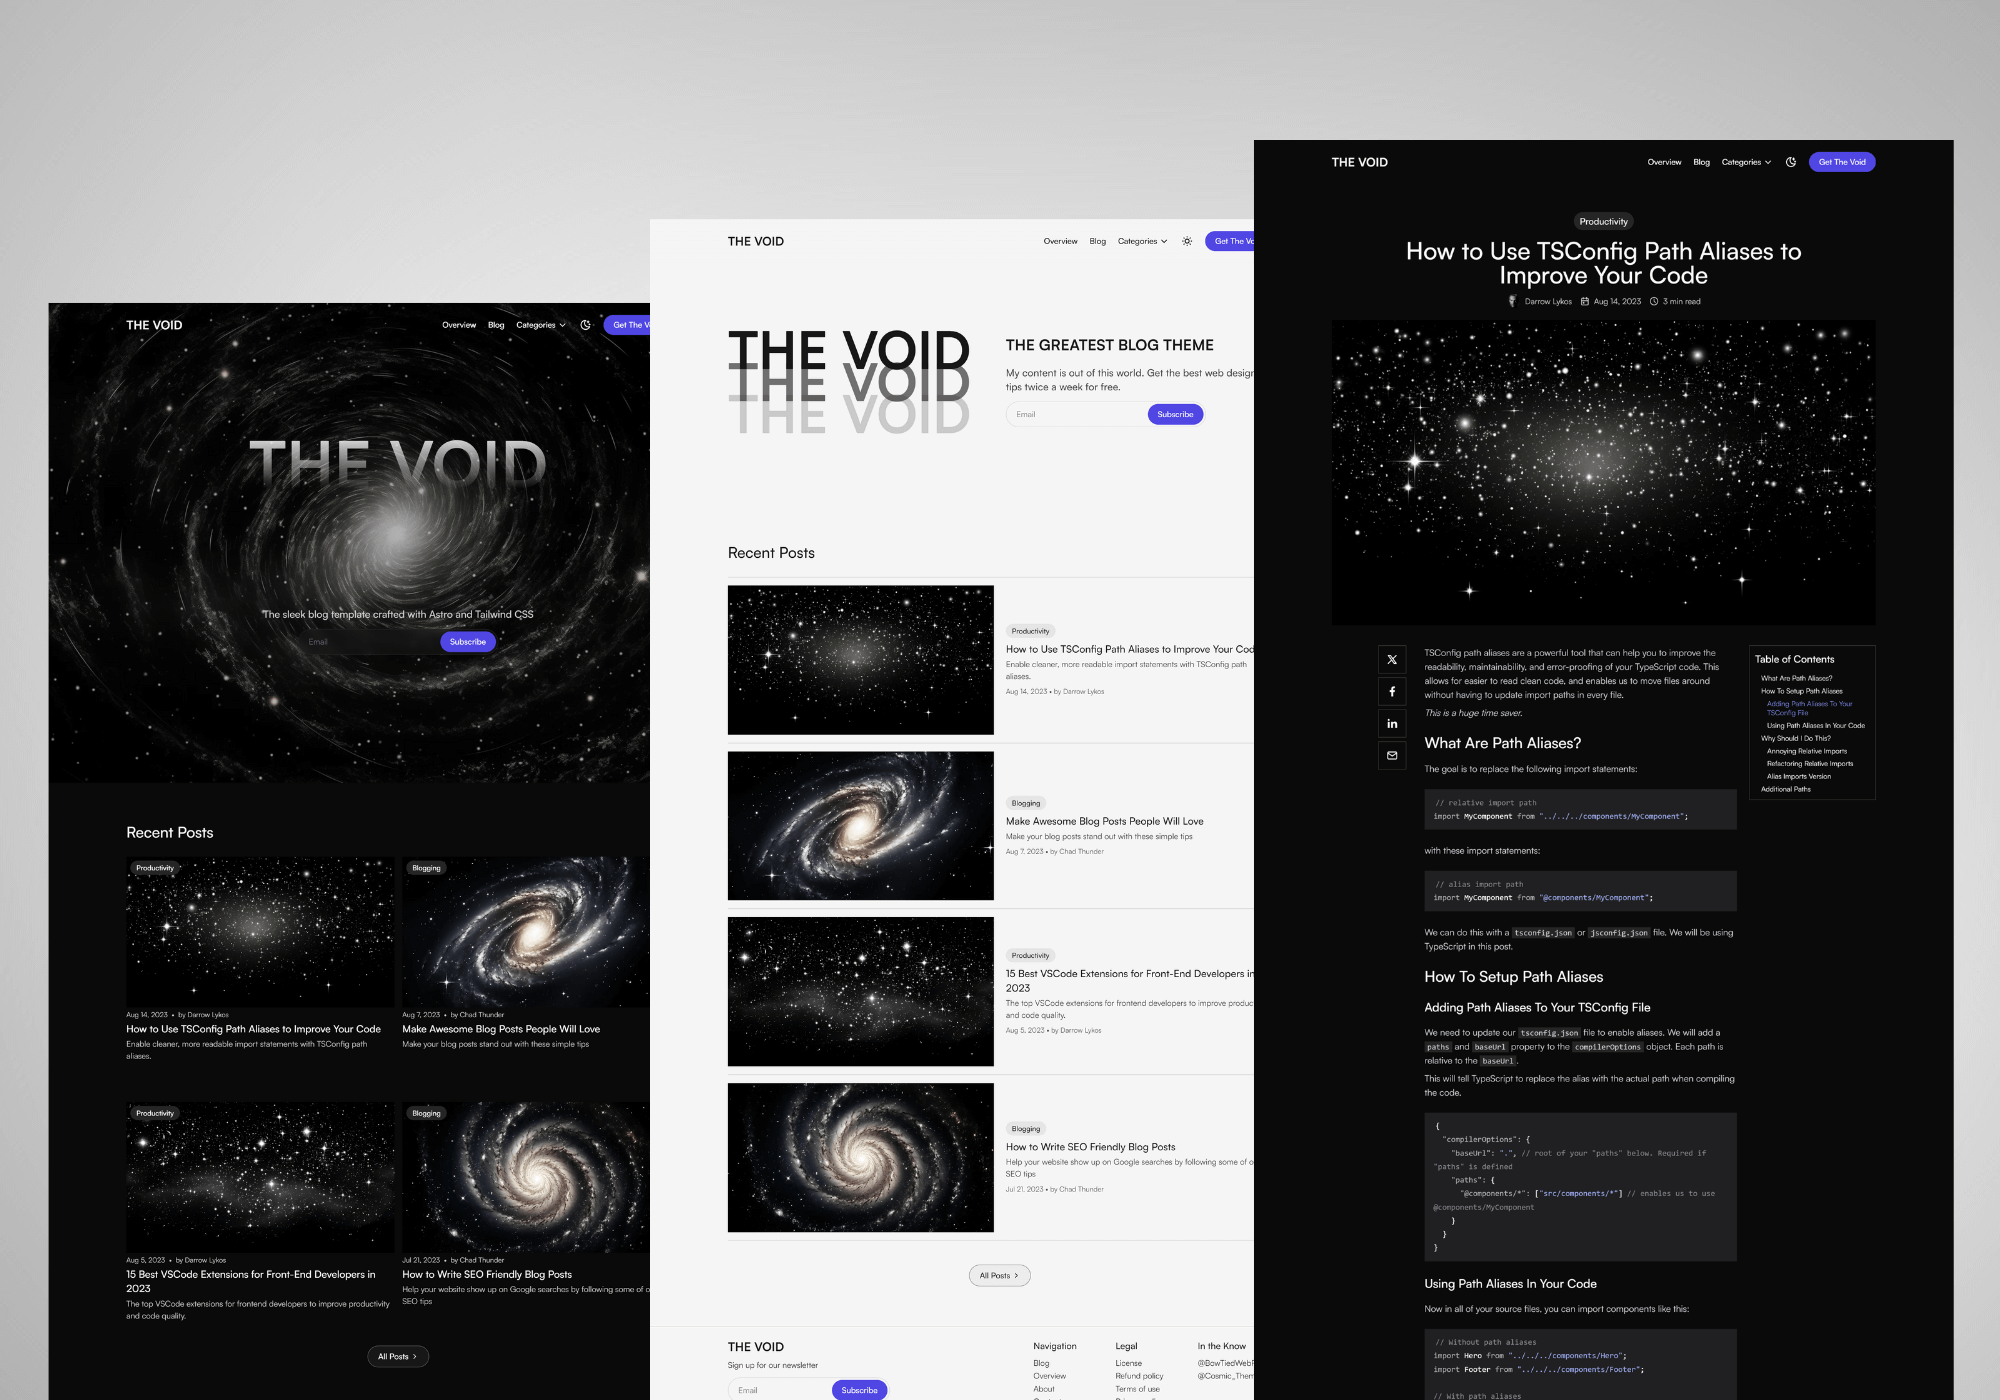 THE VOID
Overview Blog Categories
Get The
THE VOID
The sleek blog template crafted with Astro and Tailwind CSS
Email
Subscribe
Recent Posts
Productivity
Aug 14, 2023 • by Darrow Lykos
How to Use TSConfig Path Aliases to Improve Your Code
Enable cleaner, more readable import statements with TSConfig path
aliases.
Blogging
Aug 7, 2023 • by Chad Thunder
Make Awesome Blog Posts People Will Love
Make your blog posts stand out with these simple tips
Productivity
Aug 5, 2023 • by Darrow Lykos
15 Best VSCode Extensions for Front-End Developers in
2023
The top VSCode extensions for frontend developers to improve productivity
and code quality.
Blogging
Jul 21, 2023 • by Chad Thunder
How to Write SEO Friendly Blog Posts
Help your website show up on Google searches by following some of
SEO tips
All Posts
THE VOID
Overview Blog Categories
Get The
THE VOID
THE VOID
THE VOID
THE GREATEST BLOG THEME
My content is out of this world. Get the best web design
tips twice a week for free.
Email
Subscribe
Recent Posts
Productivity
How to Use TSConfig Path Aliases to Improve Your
Enable cleaner, more readable import statements with TSConfig path
aliases.
Aug 14, 2023 • by Darrow Lykos
Blogging
Make Awesome Blog Posts People Will Love
Make your blog posts stand out with these simple tips
Aug 7, 2023 • by Chad Thunder
Productivity
15 Best VSCode Extensions for Front-End Developers in
2023
The top VSCode extensions for frontend developers to improve
and code quality.
Aug 5, 2023 • by Darrow Lykos
Blogging
How to Write SEO Friendly Blog Posts
Help your website show up on Google searches by following some of
SEO tips
Jul 21, 2023 • by Chad Thunder
All Posts
THE VOID
Sign up for our newsletter
Email
Subscribe
Navigation
Blog
Overview
About
Legal
License
Refund policy
Terms of use
In the Know
THE VOID
Overview Blog Categories
Get The Void
Productivity
How to Use TSConfig Path Aliases to
Improve Your Code
Darrow Lykos Aug 14, 2023 3 min read
TSConfig path aliases are a powerful tool that can help you to improve the
readability, maintainability, and error-proofing of your TypeScript code. This
allows for easier to read clean code, and enables us to move files around
without having to update import paths in every file.
This is a huge time saver.
What Are Path Aliases?
The goal is to replace the following import statements:
// relative import path
import MyComponent from "../../../components/MyComponent";
with these import statements:
// alias import path
import MyComponent from "@components/MyComponent";
We can do this with a tsconfig.json or jsconfig.json file. We will be using
TypeScript in this post.
How To Setup Path Aliases
Adding Path Aliases To Your TSConfig File
We need to update our tsconfig.json file to enable aliases. We will add a
paths and baseUrl property to the compilerOptions object. Each path is
relative to the baseUrl.
This will tell TypeScript to replace the alias with the actual path when compiling
the code.
{
"compilerOptions": {
"baseUrl": ".", // root of your "paths" below. Required if
"paths" is defined
"paths": {
"@components/*": ["src/components/*"] // enables us to use
@components/MyComponent
}
}
}
Using Path Aliases In Your Code
Now in all of your source files, you can import components like this:
// Without path aliases
import Hero from "../../../components/Hero";
import Footer from "../../../components/Footer";
// With path aliases
Table of Contents
What Are Path Aliases?
How To Setup Path Aliases
Adding Path Aliases To Your
TSConfig File
Using Path Aliases In Your Code
Why Should I Do This?
Annoying Relative Imports
Refactoring Relative Imports
Alias Imports Version
Additional Paths